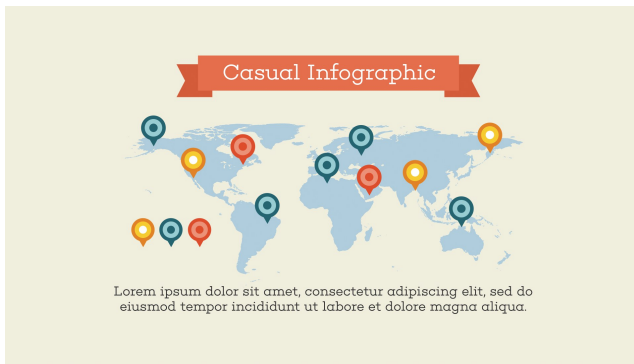 Casual Infographic
Lorem ipsum dolor sit amet, consectetur adipiscing elit, sed do
eiusmod tempor incididunt ut labore et dolore magna aliqua.